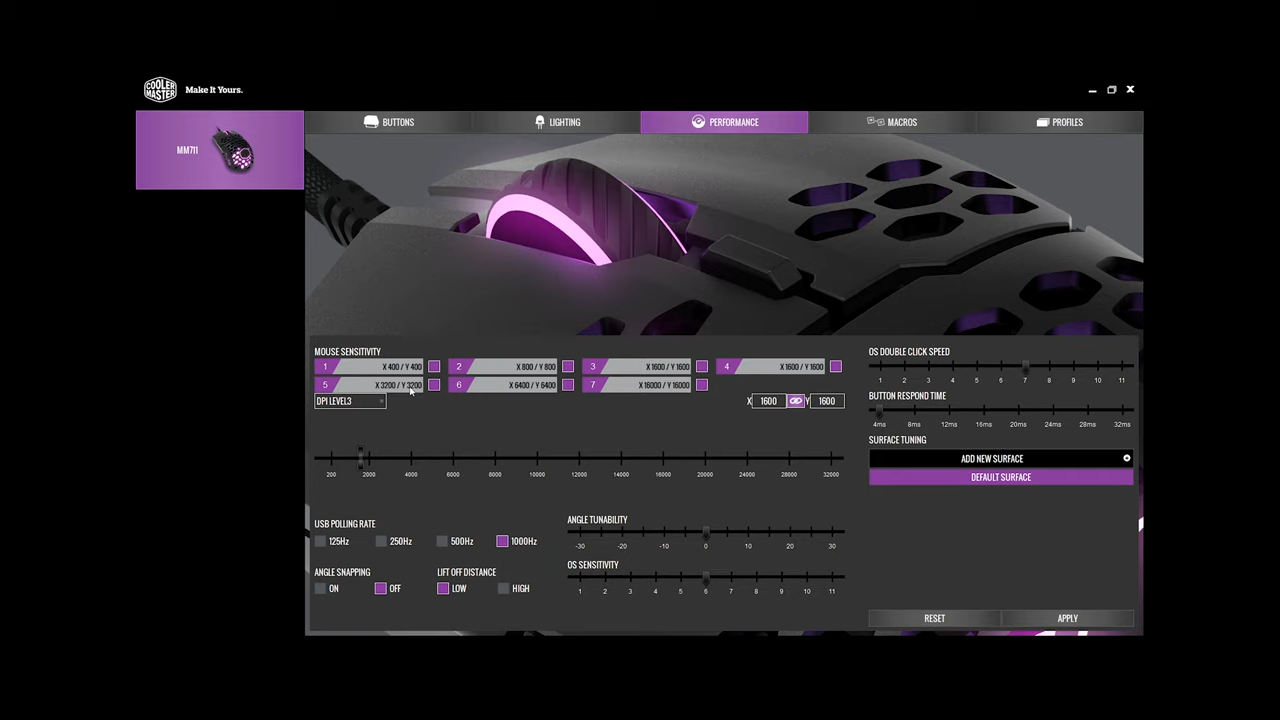 COOLER MASTER Make It Yours.
MM711
BUTTONS LIGHTING PERFORMANCE MACROS PROFILES
MOUSE SENSITIVITY
1 X 400 / Y 400 2 X 800 / Y 800 3 X 1600 / Y 1600 4 X 1600 / Y 1600
5 X 3200 / Y 3200 6 X 6400 / Y 6400 7 X 16000 / Y 16000
DPI LEVEL3 X 1600 Y 1600
200 2000 4000 6000 8000 10000 12000 14000 16000 18000 20000 24000 28000 32000
USB POLLING RATE
125Hz 250Hz 500Hz 1000Hz
ANGLE SNAPPING LIFT OFF DISTANCE
ON OFF LOW HIGH
ANGLE TUNABILITY
-30 -20 -10 0 10 20 30
OS SENSITIVITY
1 2 3 4 5 6 7 8 9 10 11
OS DOUBLE CLICK SPEED
1 2 3 4 5 6 7 8 9 10 11
BUTTON RESPOND TIME
4ms 8ms 12ms 16ms 20ms 24ms 28ms 32ms
SURFACE TUNING
ADD NEW SURFACE
DEFAULT SURFACE
RESET APPLY